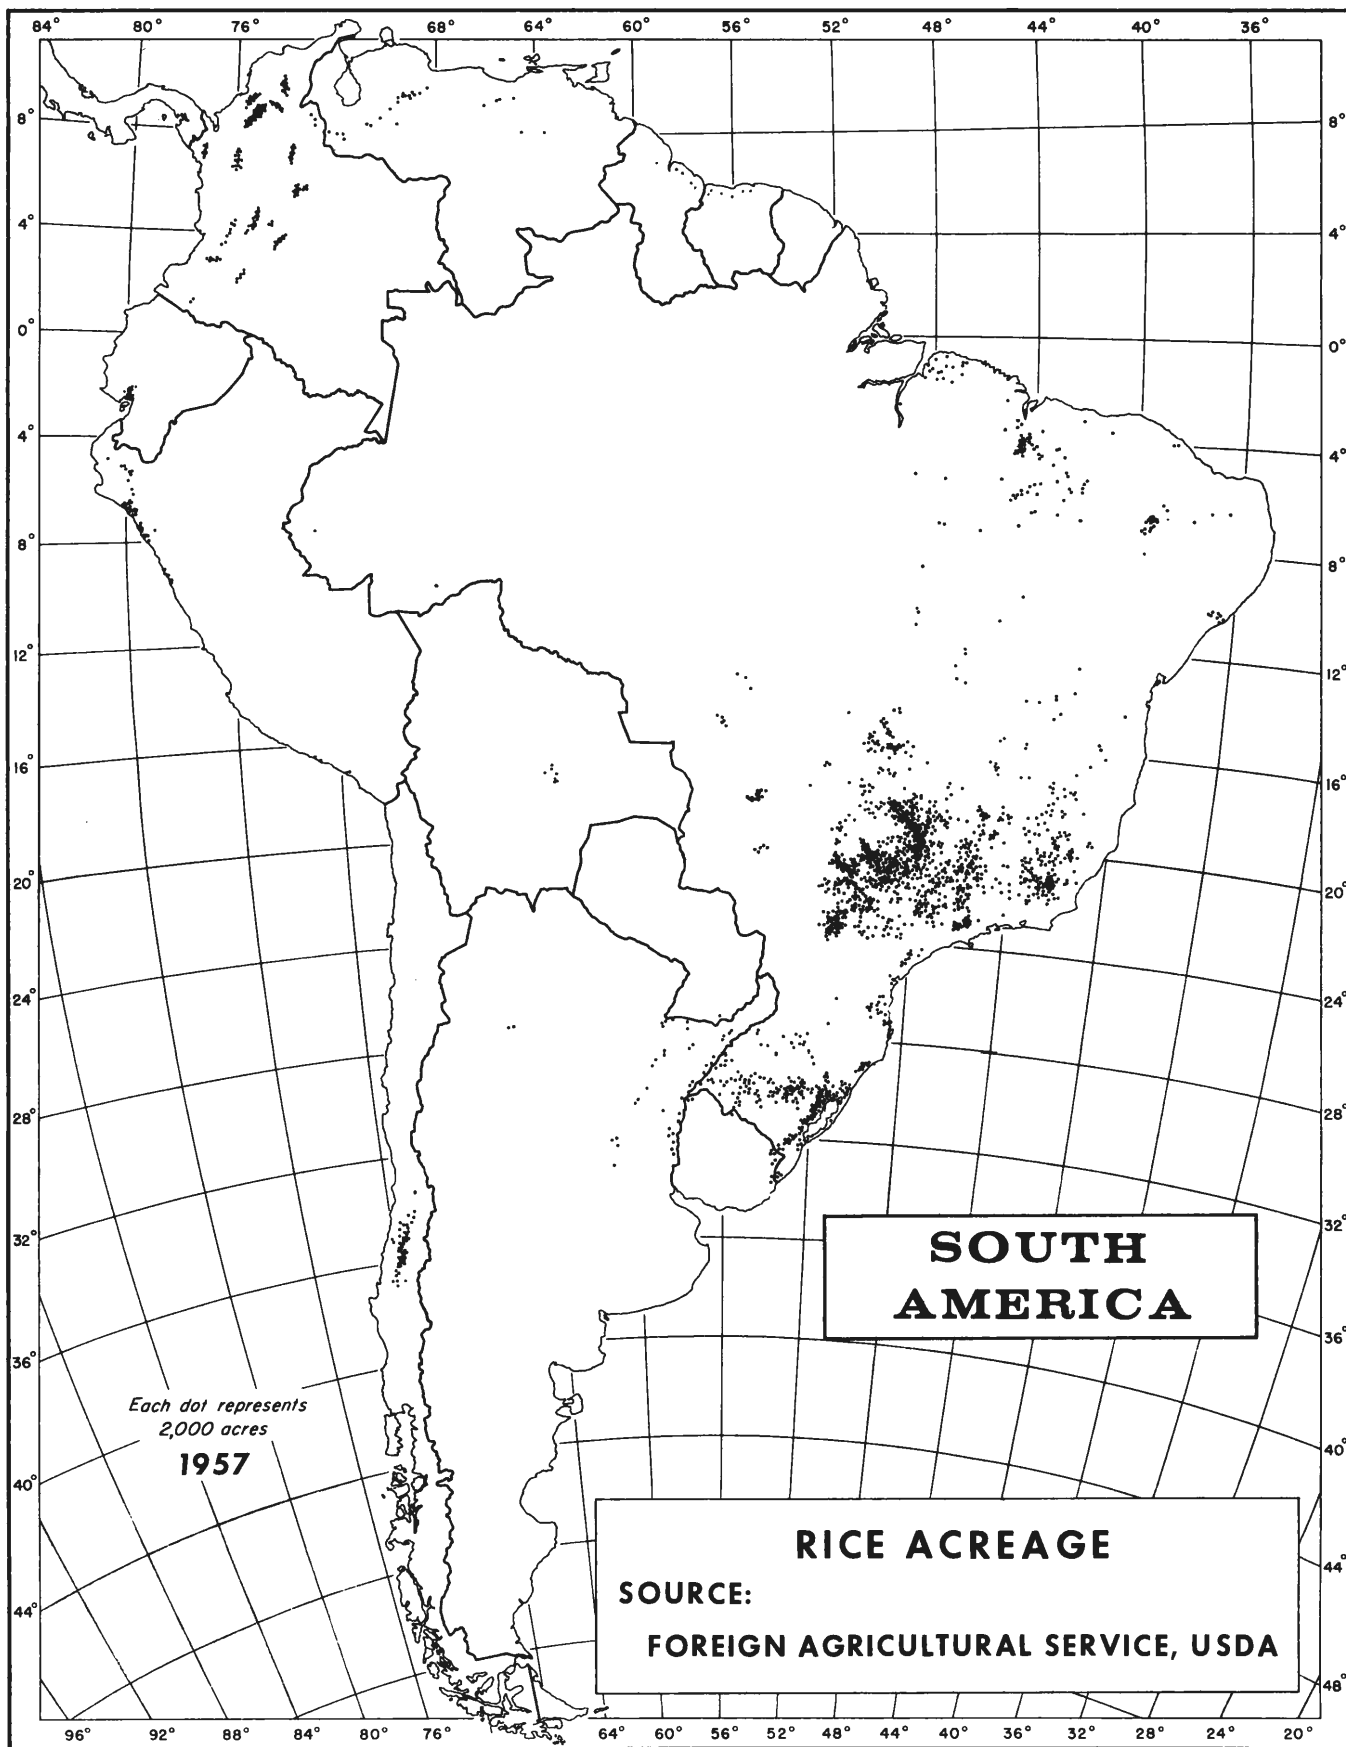 84° 80° 76° 68° 64° 60° 56° 52° 48° 44° 40° 36°
8° 8°
4° 4°
0° 0°
4° 4°
8° 8°
12° 12°
16° 16°
20° 20°
24° 24°
28° 28°
32° 32°
SOUTH
AMERICA
36° 36°
Each dot represents
2,000 acres
1957
40° 40°
RICE ACREAGE
SOURCE:
FOREIGN AGRICULTURAL SERVICE, USDA
44° 44°
48°
96° 92° 88° 84° 80° 76° 64° 60° 56° 52° 48° 44° 40° 36° 32° 28° 24° 20°